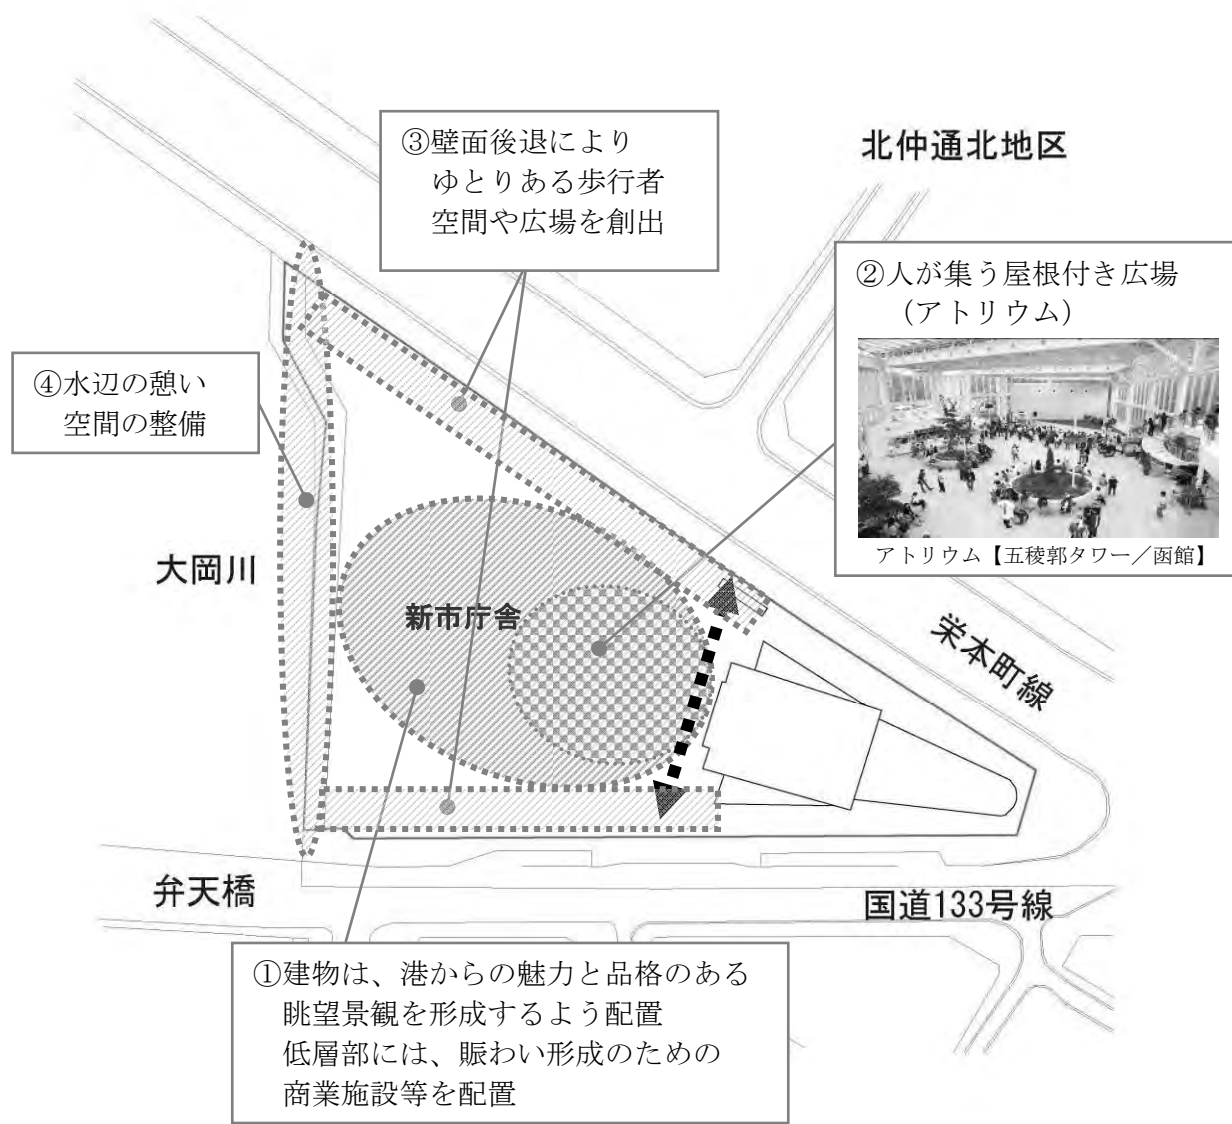 ③壁面後退により
ゆとりある歩行者
空間や広場を創出
北仲通北地区
②人が集う屋根付き広場
（アトリウム）
アトリウム【五稜郭タワー／函館】
④水辺の憩い
空間の整備
大岡川
新市庁舎
栄本町線
弁天橋
国道133号線
①建物は、港からの魅力と品格のある
眺望景観を形成するよう配置
低層部には、賑わい形成のための
商業施設等を配置